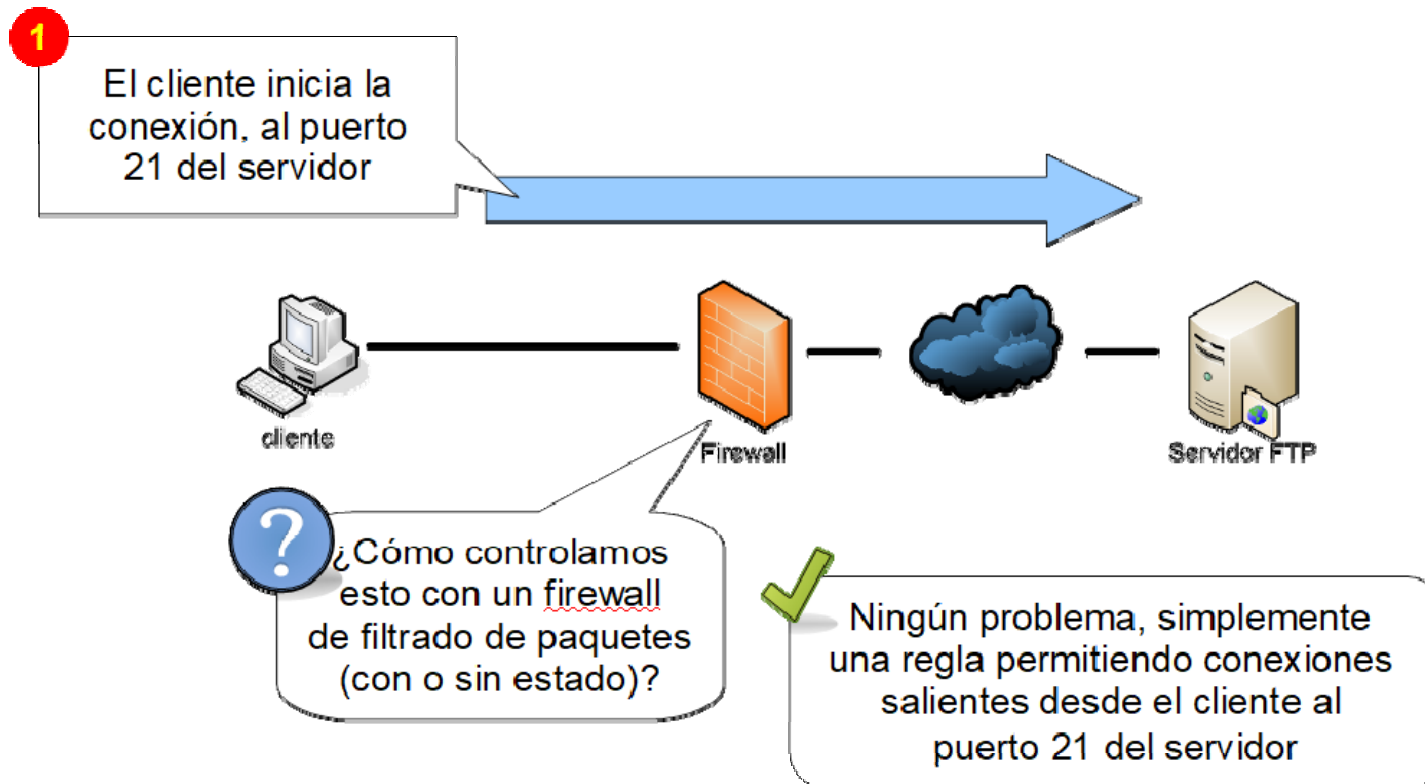 1
El cliente inicia la
conexión, al puerto
21 del servidor
cliente
Firewall
Servidor FTP
?
¿Cómo controlamos
esto con un firewall
de filtrado de paquetes
(con o sin estado)?
Ningún problema, simplemente
una regla permitiendo conexiones
salientes desde el cliente al
puerto 21 del servidor